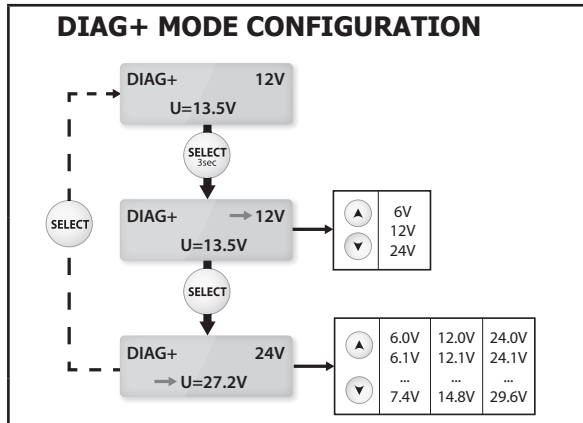 DIAG+ MODE CONFIGURATION
DIAG+ 12V
U=13.5V
SELECT
3sec
DIAG+ 12V
U=13.5V
6V
12V
24V
SELECT
SELECT
DIAG+ 24V
U=27.2V
6.0V 12.0V 24.0V
6.1V 12.1V 24.1V
... ... ...
7.4V 14.8V 29.6V